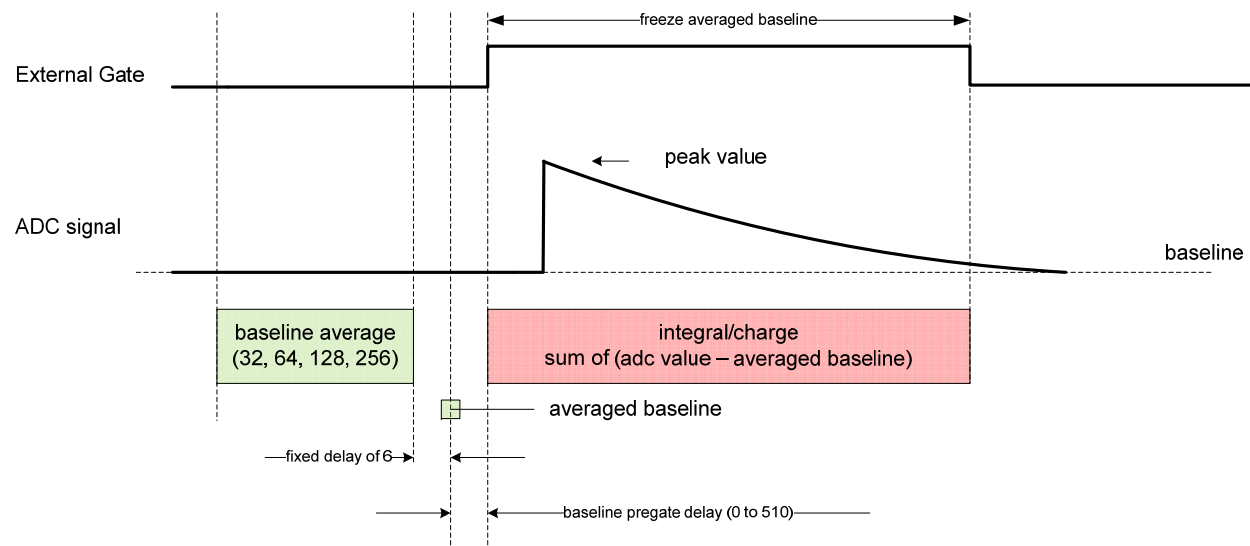 freeze averaged baseline
External Gate
peak value
ADC signal
baseline
baseline average
(32, 64, 128, 256)
integral/charge
sum of (adc value – averaged baseline)
averaged baseline
fixed delay of 6
baseline pregate delay (0 to 510)